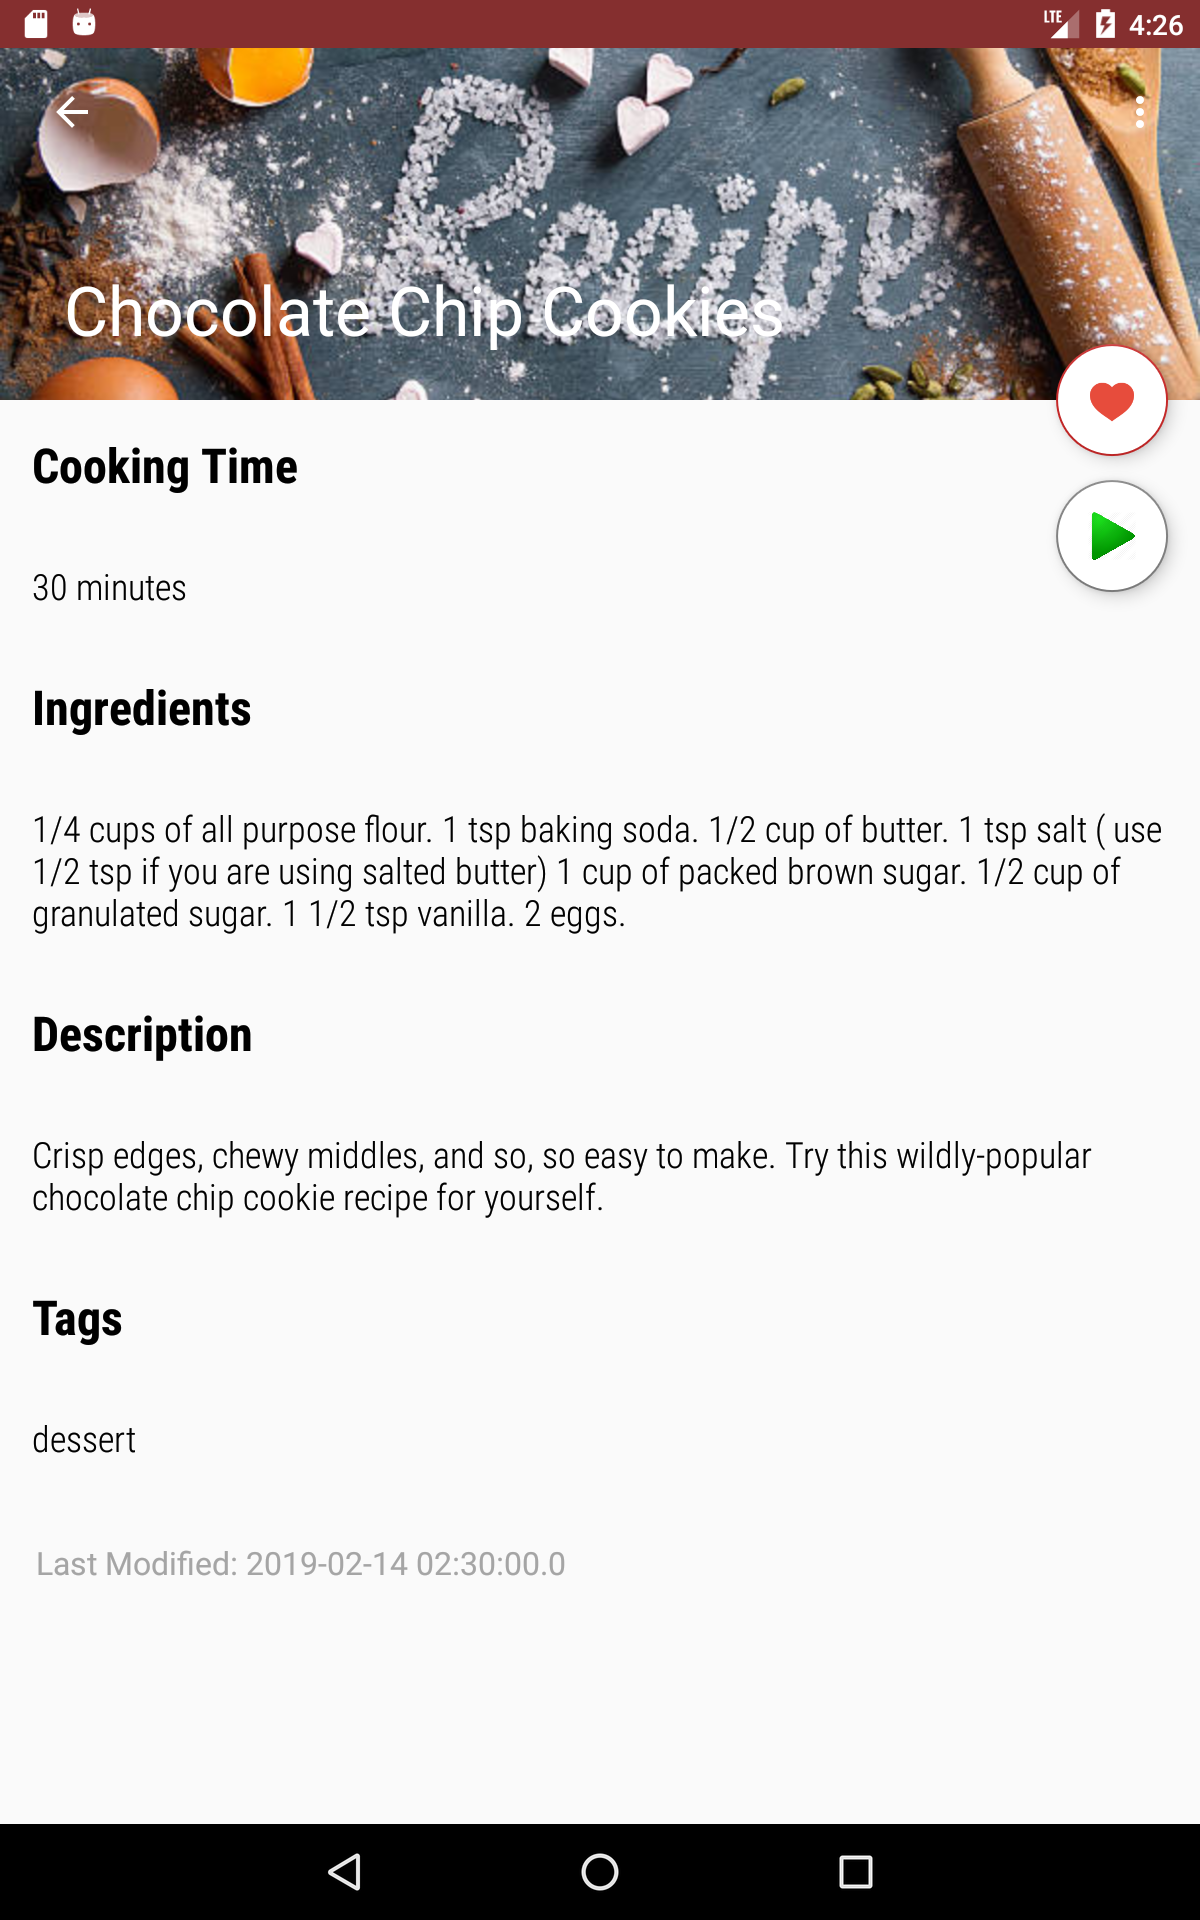 LTE 4:26
Recipe
Chocolate Chip Cookies
Cooking Time
30 minutes
Ingredients
1/4 cups of all purpose flour. 1 tsp baking soda. 1/2 cup of butter. 1 tsp salt ( use
1/2 tsp if you are using salted butter) 1 cup of packed brown sugar. 1/2 cup of
granulated sugar. 1 1/2 tsp vanilla. 2 eggs.
Description
Crisp edges, chewy middles, and so, so easy to make. Try this wildly-popular
chocolate chip cookie recipe for yourself.
Tags
dessert
Last Modified: 2019-02-14 02:30:00.0